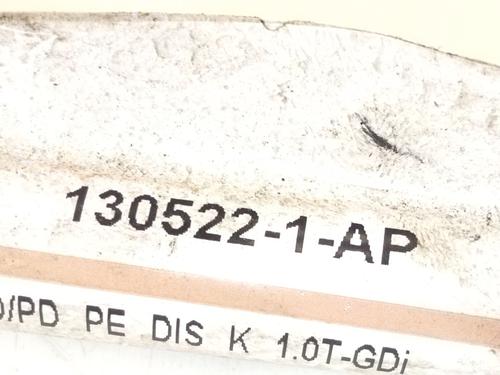 130522-1-AP
/PD PE DIS K 1.0T-GDi